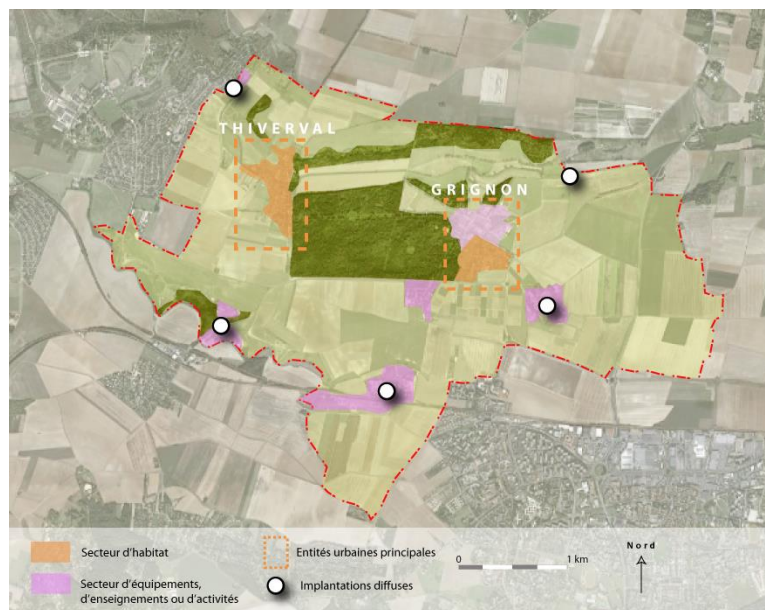 THIVERVAL
GRIGNON
Secteur d'habitat
Secteur d'équipements,
d'enseignements ou d'activités
Entités urbaines principales
Implantations diffuses
0 1 km
Nord